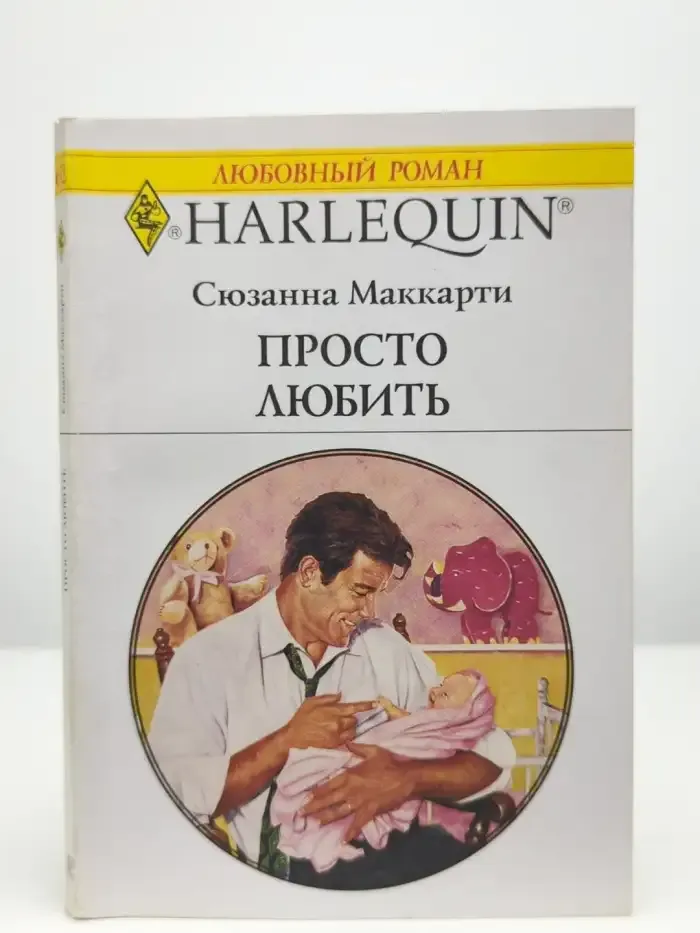 ЛЮБОВНЫЙ РОМАН
® HARLEQUIN®
Сюзанна Маккарти
ПРОСТО
ЛЮБИТЬ